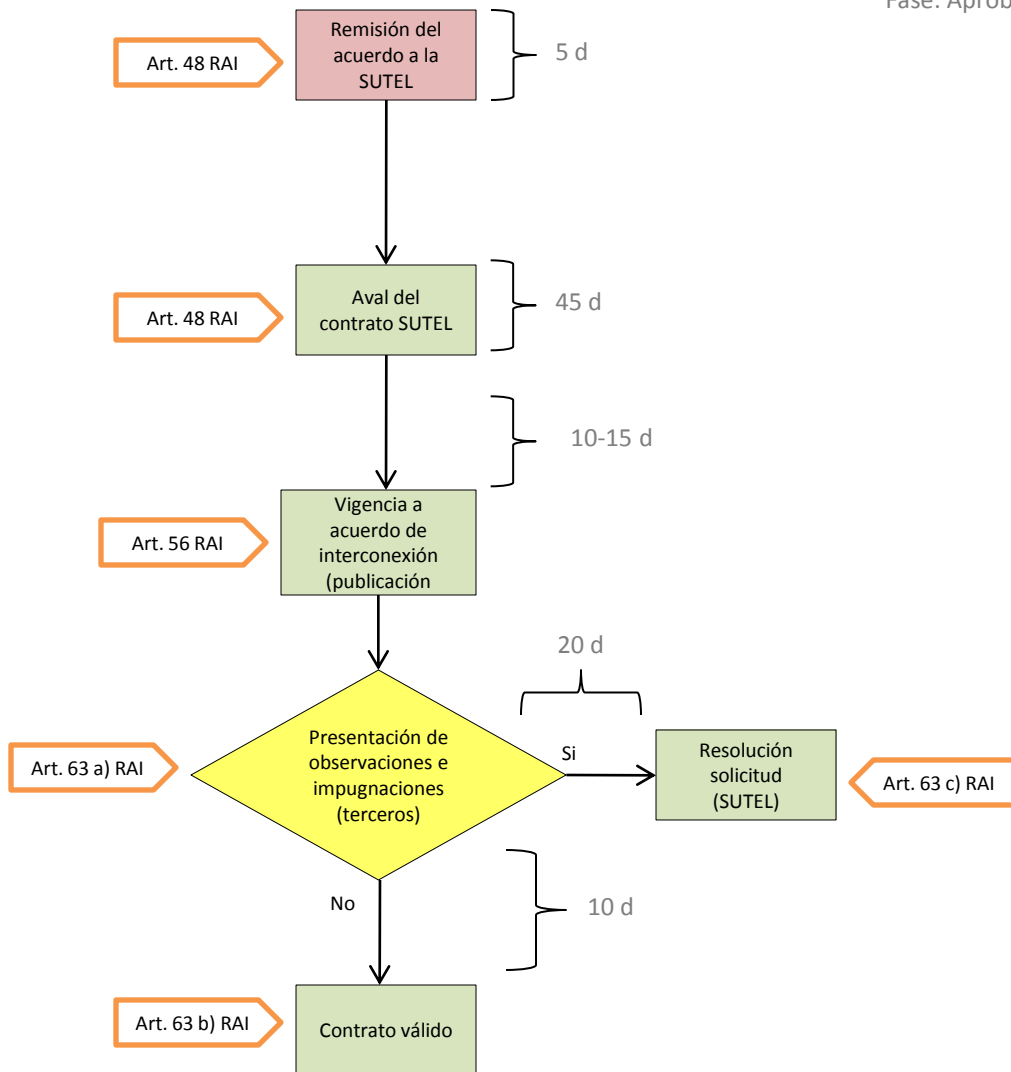 Fase: Aprob
Remisión del
acuerdo a la
SUTEL
Art. 48 RAI
5 d
Aval del
contrato SUTEL
Art. 48 RAI
45 d
10-15 d
Vigencia a
acuerdo de
interconexión
(publicación
Art. 56 RAI
20 d
Presentación de
observaciones e
impugnaciones
(terceros)
Art. 63 a) RAI
Si
Resolución
solicitud
(SUTEL)
Art. 63 c) RAI
No
10 d
Contrato válido
Art. 63 b) RAI